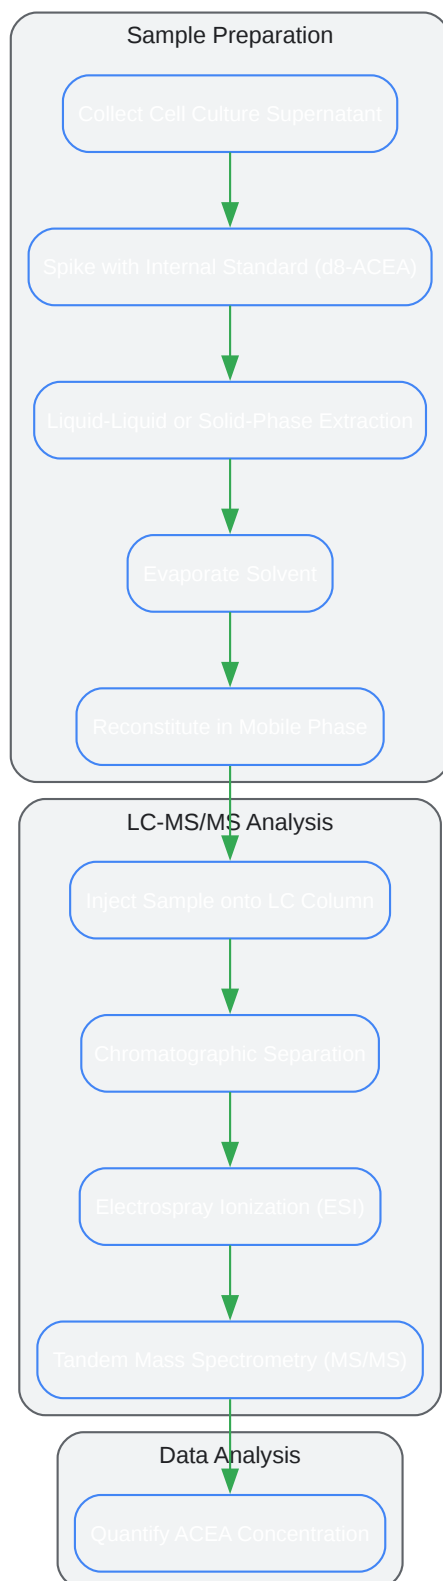 Sample Preparation
Collect Cell Culture Supernatant
Spike with Internal Standard (d8-ACEA)
Liquid-Liquid or Solid-Phase Extraction
Evaporate Solvent
Reconstitute in Mobile Phase
LC-MS/MS Analysis
Inject Sample onto LC Column
Chromatographic Separation
Electrospray Ionization (ESI)
Tandem Mass Spectrometry (MS/MS)
Data Analysis
Quantify ACEA Concentration